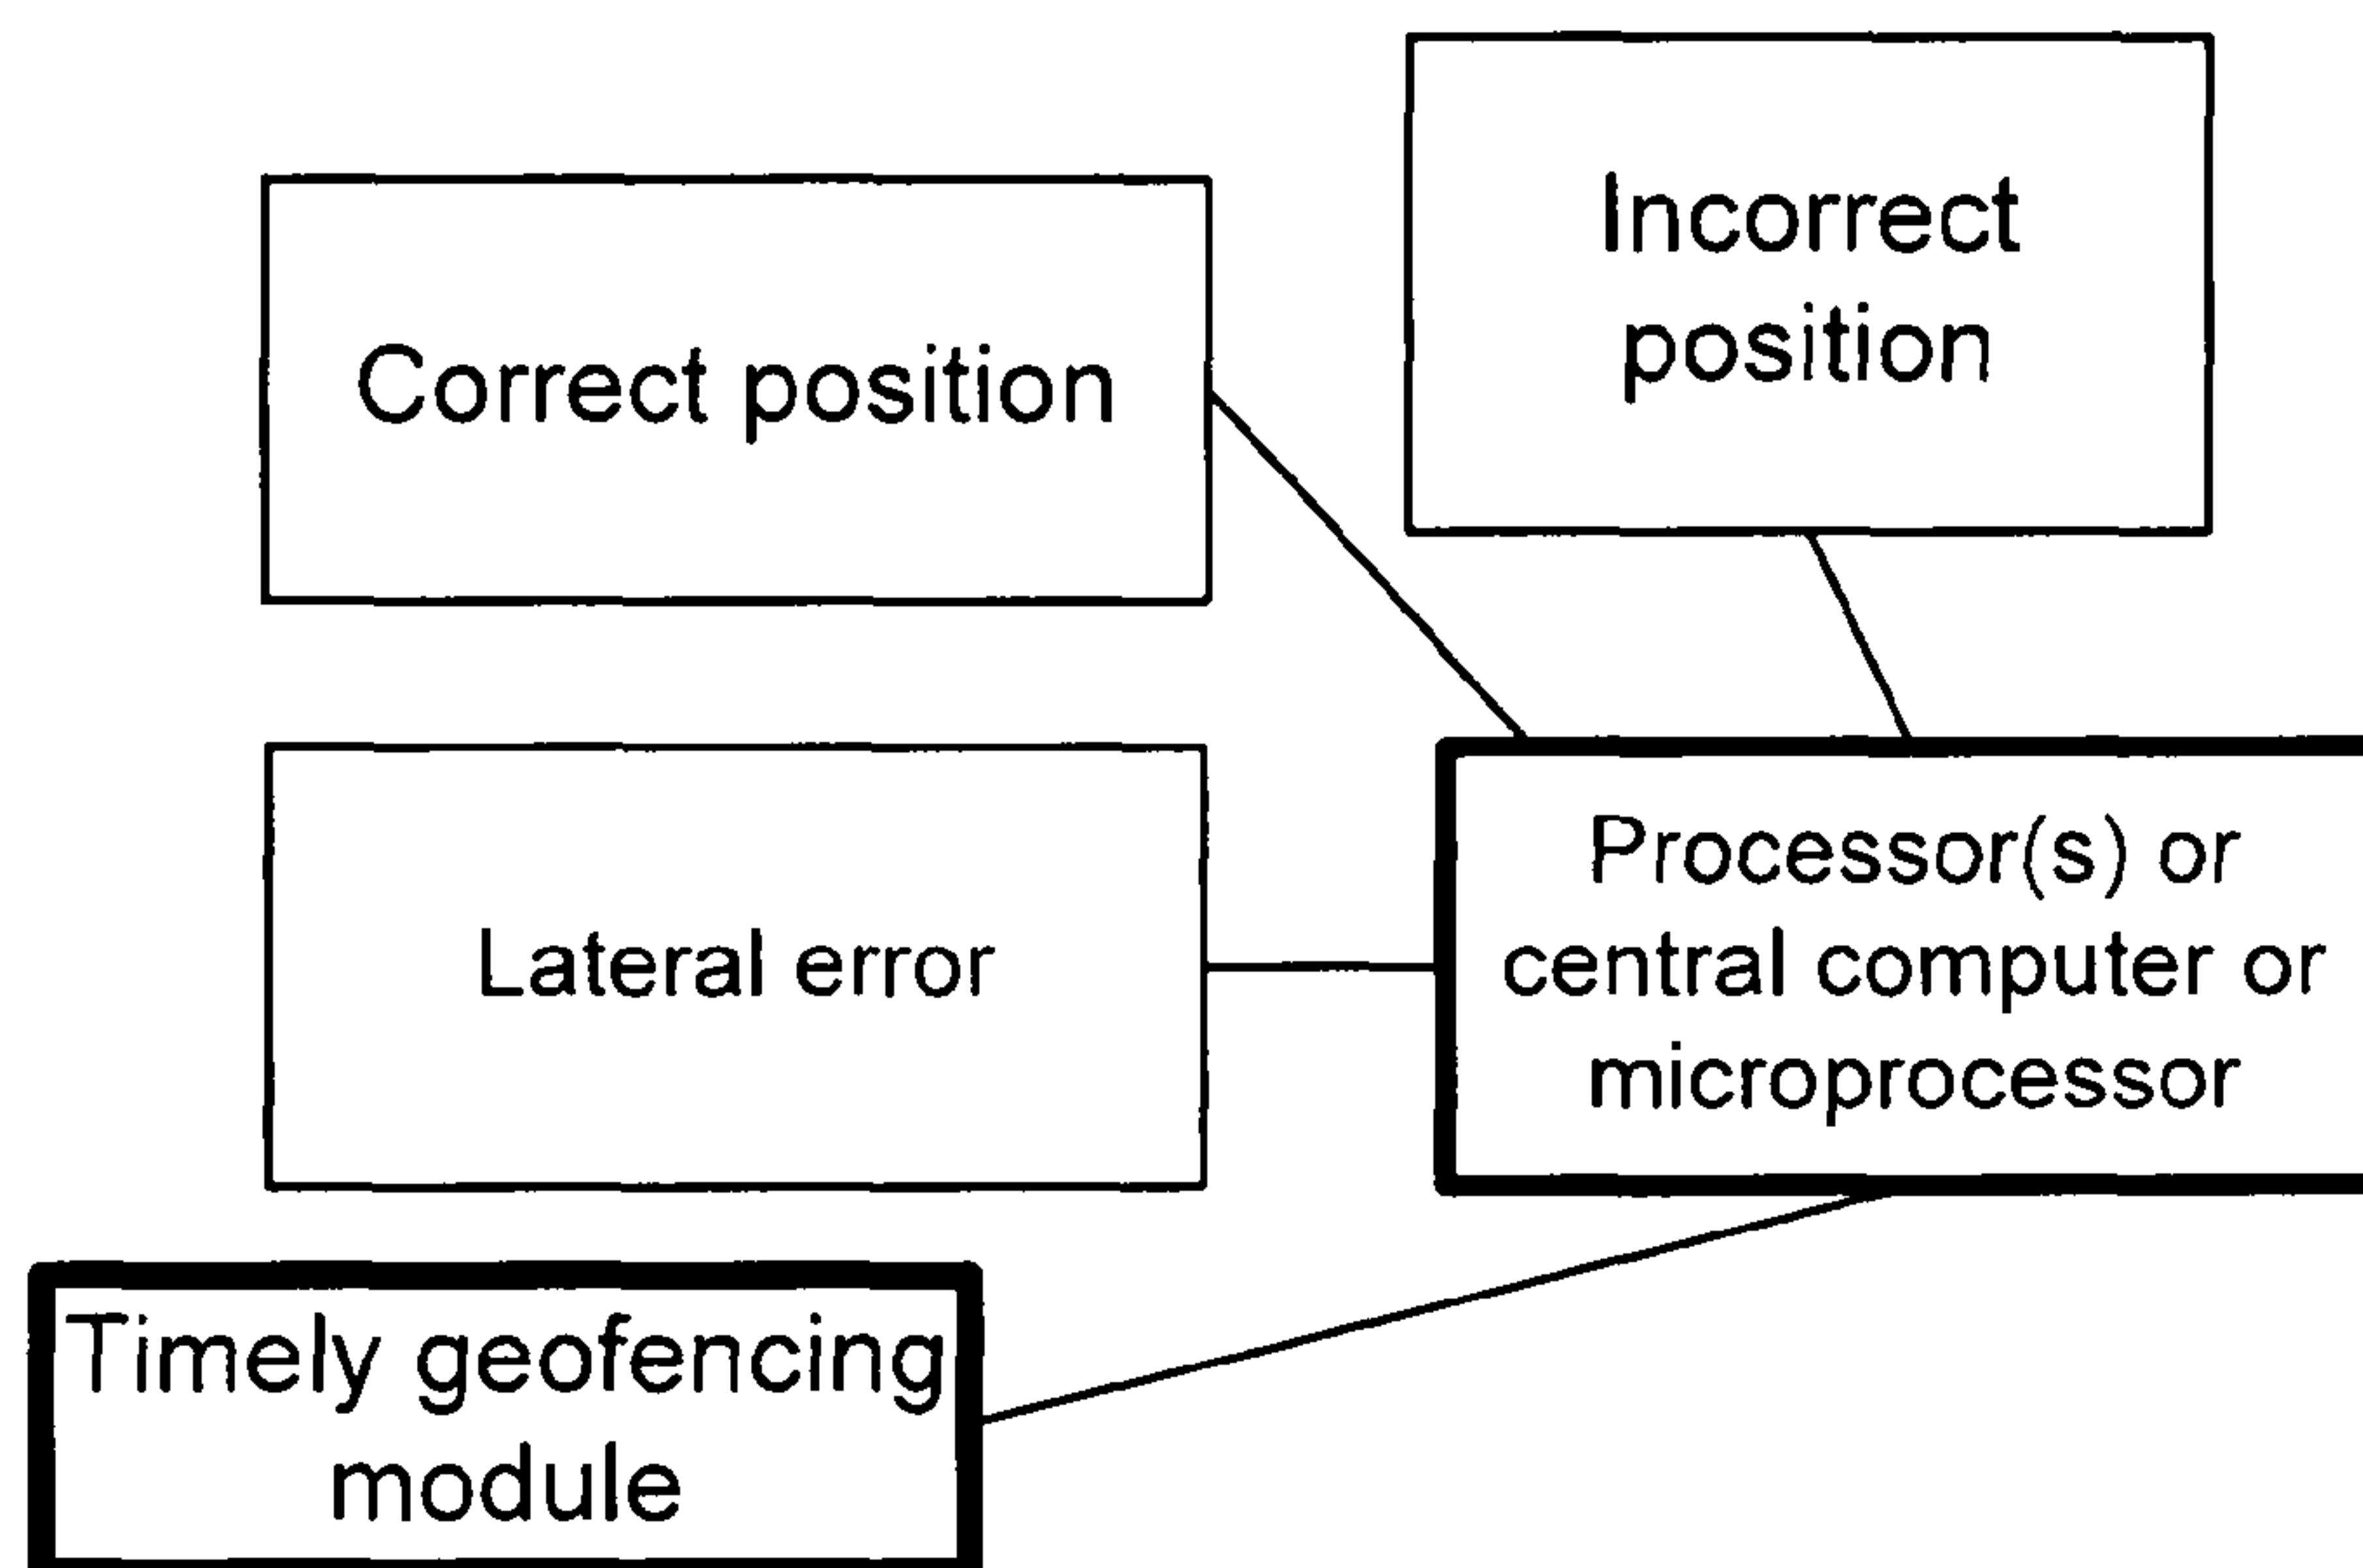 Incorrect
position
Correct position
Processor(s) or
central computer or
microprocessor
Lateral error
Timely geofencing
module